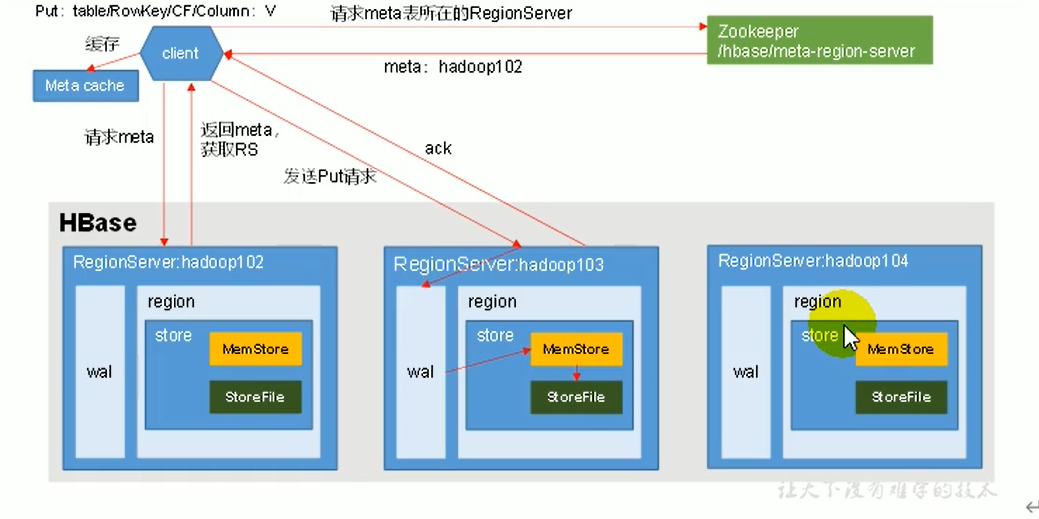 Put: table/RowKey/CF/Column: V
请求meta表所在的RegionServer
Zookeeper
/hbase/meta-region-server
缓存
client
meta: hadoop102
Meta cache
请求meta
返回meta,
获取RS
ack
发送Put请求
HBase
RegionServer:hadoop102
region
store
MemStore
wal
StoreFile
RegionServer:hadoop103
region
store
MemStore
wal
StoreFile
RegionServer:hadoop104
region
store
MemStore
wal
StoreFile
让天下没有难学的技术